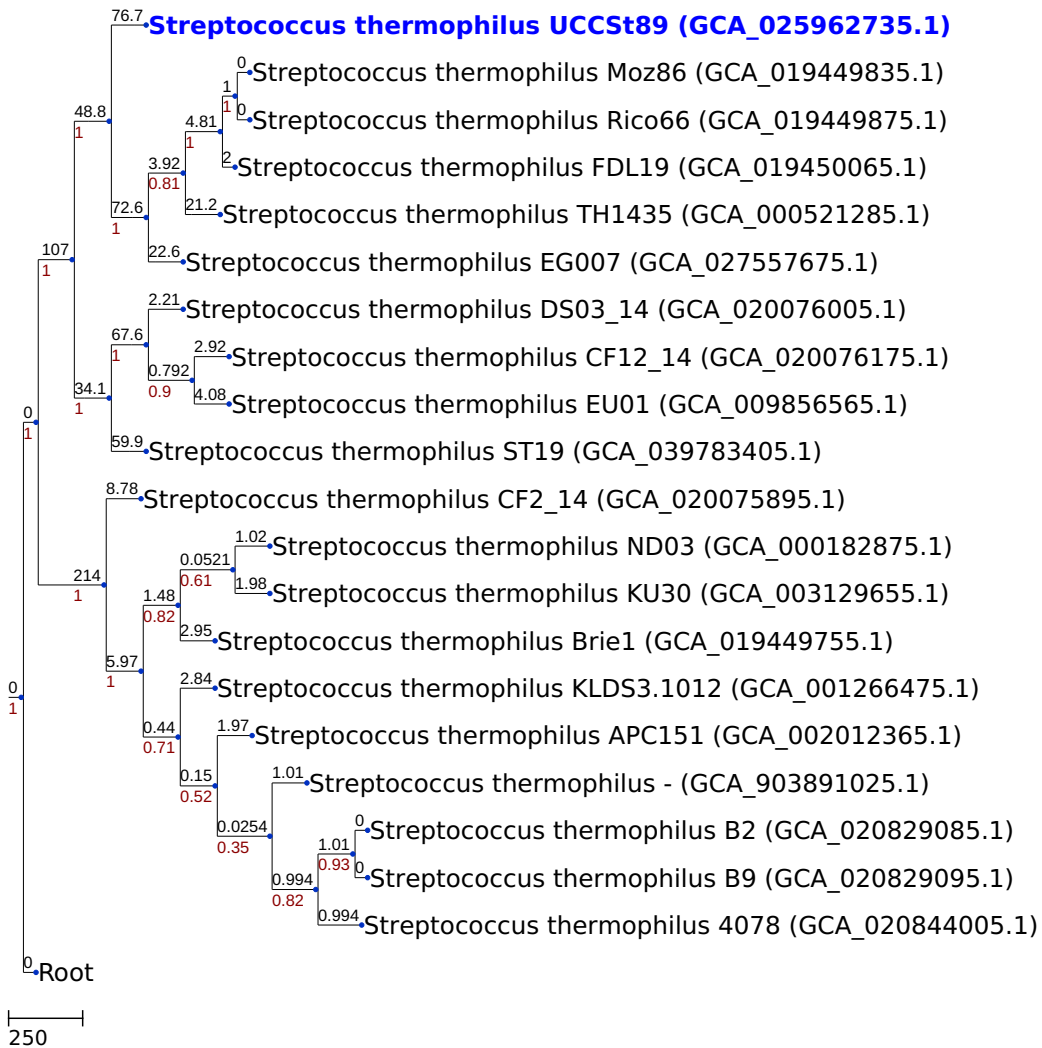 76.7 Streptococcus thermophilus UCCSt89 (GCA_025962735.1)
0 Streptococcus thermophilus Moz86 (GCA_019449835.1)
1
1
48.8
1
0 Streptococcus thermophilus Rico66 (GCA_019449875.1)
4.81
1
2 Streptococcus thermophilus FDL19 (GCA_019450065.1)
3.92
0.81
21.2 Streptococcus thermophilus TH1435 (GCA_000521285.1)
72.6
1
107
1
22.6 Streptococcus thermophilus EG007 (GCA_027557675.1)
2.21 Streptococcus thermophilus DS03_14 (GCA_020076005.1)
67.6
1
2.92 Streptococcus thermophilus CF12_14 (GCA_020076175.1)
0.792
0.9
34.1
1
4.08 Streptococcus thermophilus EU01 (GCA_009856565.1)
0
1
59.9 Streptococcus thermophilus ST19 (GCA_039783405.1)
8.78 Streptococcus thermophilus CF2_14 (GCA_020075895.1)
1.02 Streptococcus thermophilus ND03 (GCA_000182875.1)
0.0521
0.61
214
1
1.98 Streptococcus thermophilus KU30 (GCA_003129655.1)
1.48
0.82
2.95 Streptococcus thermophilus Brie1 (GCA_019449755.1)
5.97
1
2.84 Streptococcus thermophilus KLDS3.1012 (GCA_001266475.1)
0
1
0.44
0.71
1.97 Streptococcus thermophilus APC151 (GCA_002012365.1)
0.15
0.52
1.01 Streptococcus thermophilus - (GCA_903891025.1)
0.0254
0.35
0 Streptococcus thermophilus B2 (GCA_020829085.1)
1.01
0.93
0 Streptococcus thermophilus B9 (GCA_020829095.1)
0.994
0.82
0.994 Streptococcus thermophilus 4078 (GCA_020844005.1)
0 Root
250